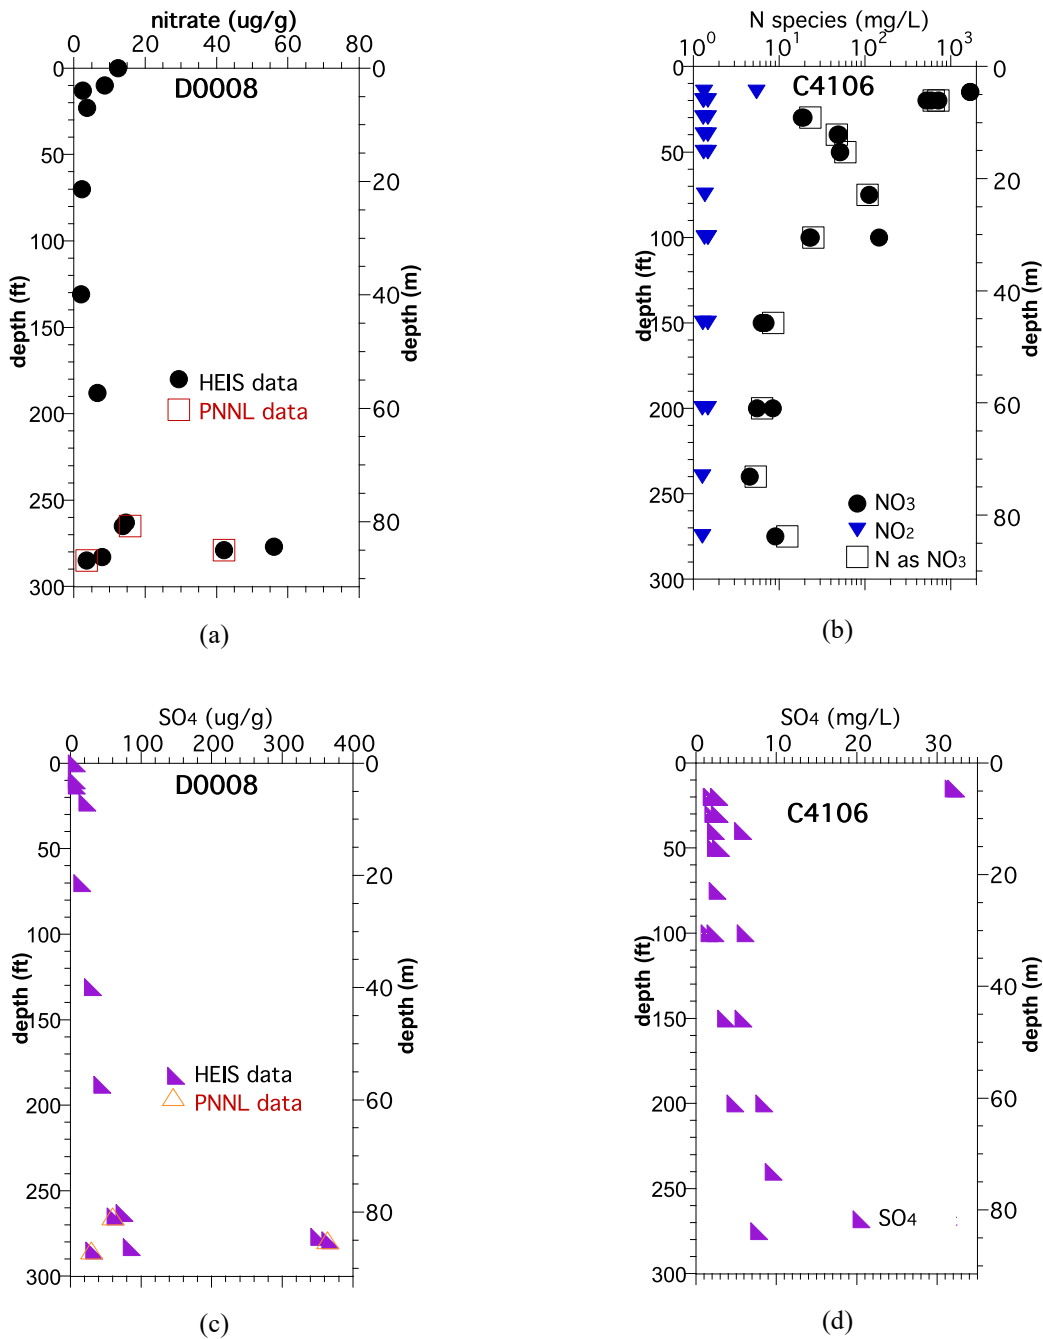 nitrate (ug/g)
0 20 40 60 80
D0008
0 50 100 150 200 250 300
depth (ft)
0 20 40 60 80
depth (m)
HEIS data
PNNL data
(a)
N species (mg/L)
10⁰ 10¹ 10² 10³
C4106
0 50 100 150 200 250 300
depth (ft)
0 20 40 60 80
depth (m)
NO₃
NO₂
N as NO₃
(b)
SO₄ (ug/g)
0 100 200 300 400
D0008
0 50 100 150 200 250 300
depth (ft)
0 20 40 60 80
depth (m)
HEIS data
PNNL data
(c)
SO₄ (mg/L)
0 10 20 30
C4106
0 50 100 150 200 250 300
depth (ft)
0 20 40 60 80
depth (m)
SO₄
(d)